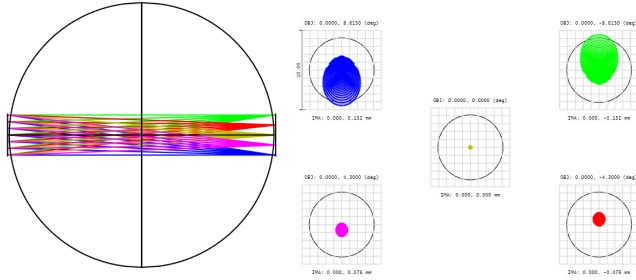 OBJ: 0.0000, 8.6150 (deg)
OBJ: 0.0000, -8.6150 (deg)
10.00
IMA: 0.000, 0.152 mm
OBJ: 0.0000, 0.0000 (deg)
IMA: 0.000, -0.152 mm
OBJ: 0.0000, 4.3000 (deg)
IMA: 0.000, 0.000 mm
OBJ: 0.0000, -4.3000 (deg)
IMA: 0.000, 0.076 mm
IMA: 0.000, -0.076 mm